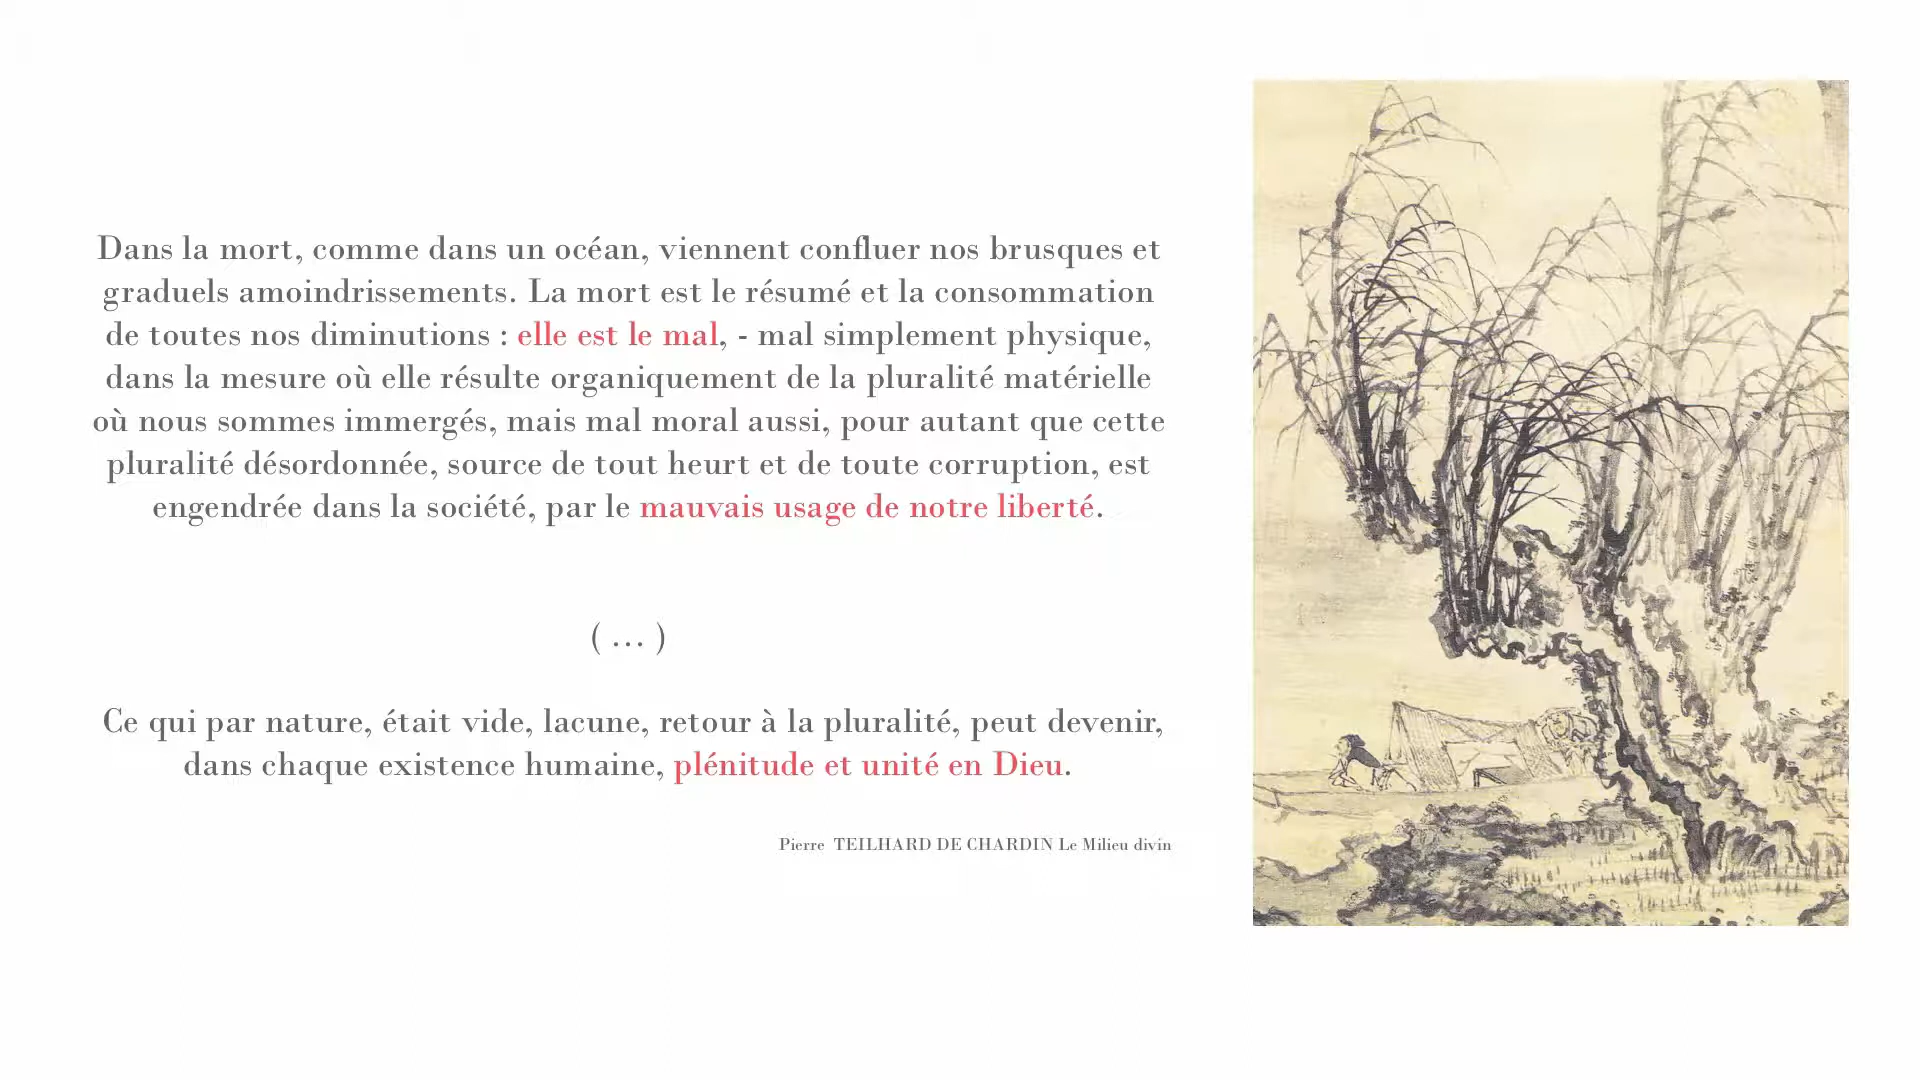 Dans la mort, comme dans un océan, viennent confluer nos brusques et
graduels amoindrissements. La mort est le résumé et la consommation
de toutes nos diminutions : elle est le mal, - mal simplement physique,
dans la mesure où elle résulte organiquement de la pluralité matérielle
où nous sommes immergés, mais mal moral aussi, pour autant que cette
pluralité désordonnée, source de tout heurt et de toute corruption, est
engendrée dans la société, par le mauvais usage de notre liberté.
( ... )
Ce qui par nature, était vide, lacune, retour à la pluralité, peut devenir,
dans chaque existence humaine, plénitude et unité en Dieu.
Pierre TEILHARD DE CHARDIN Le Milieu divin